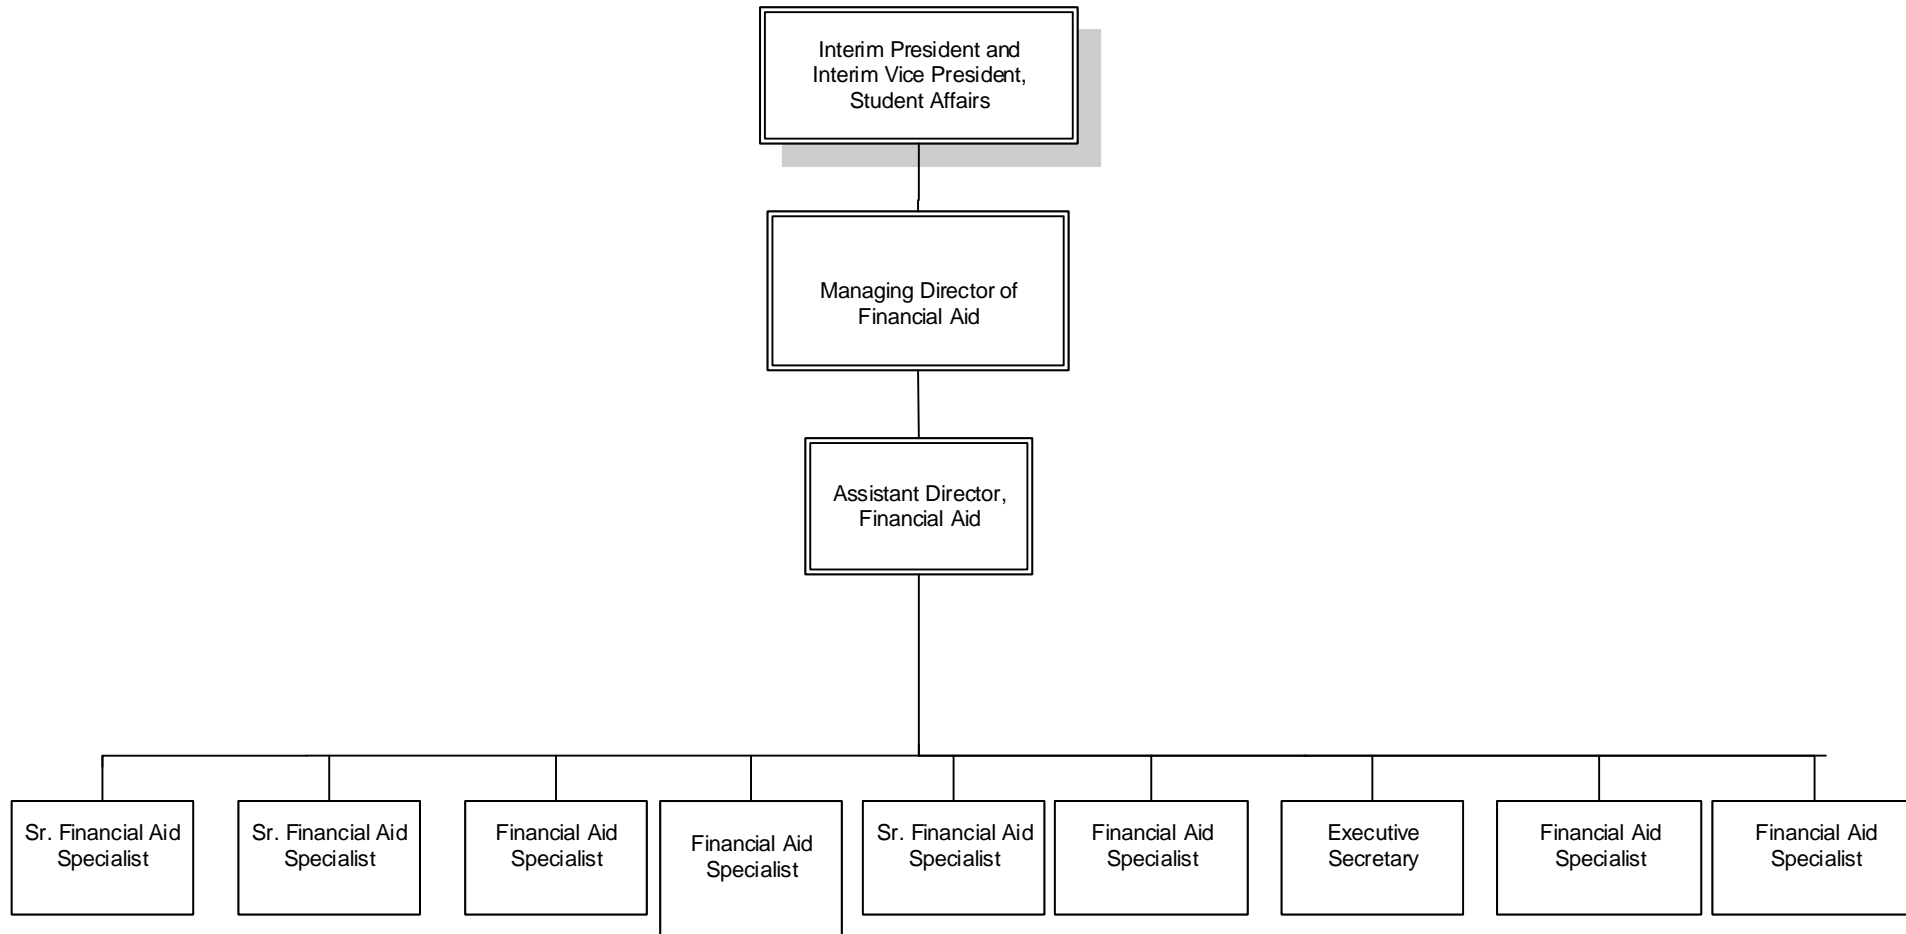 Interim President and
Interim Vice President,
Student Affairs
Managing Director of
Financial Aid
Assistant Director,
Financial Aid
Sr. Financial Aid
Specialist
Sr. Financial Aid
Specialist
Financial Aid
Specialist
Financial Aid
Specialist
Sr. Financial Aid
Specialist
Financial Aid
Specialist
Executive
Secretary
Financial Aid
Specialist
Financial Aid
Specialist